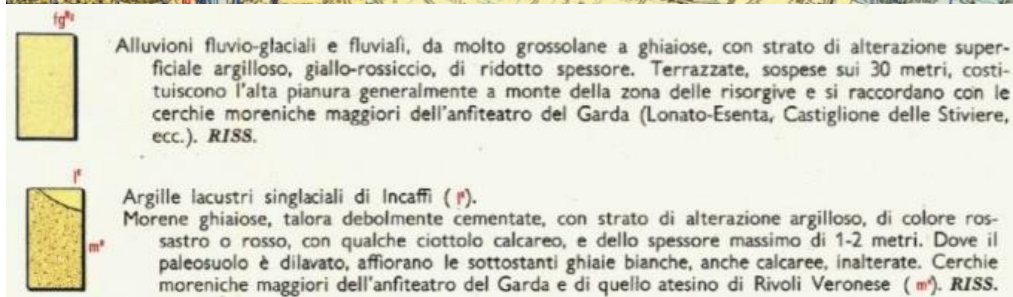 fgᴿ²
Alluvioni fluvio-glaciali e fluviali, da molto grossolane a ghiaiose, con strato di alterazione super-
ficiale argilloso, giallo-rossiccio, di ridotto spessore. Terrazzate, sospese sui 30 metri, costi-
tuiscono l'alta pianura generalmente a monte della zona delle risorgive e si raccordano con le
cerchie moreniche maggiori dell'anfiteatro del Garda (Lonato-Esenta, Castiglione delle Stiviere,
ecc.). RISS.
lᴿ
Argille lacustri singlaciali di Incaffi (lᴿ).
Morene ghiaiose, talora debolmente cementate, con strato di alterazione argilloso, di colore ros-
mᴿ sastro o rosso, con qualche ciottolo calcareo, e dello spessore massimo di 1-2 metri. Dove il
paleosuolo è dilavato, affiorano le sottostanti ghiaie bianche, anche calcaree, inalterate. Cerchie
moreniche maggiori dell'anfiteatro del Garda e di quello atesino di Rivoli Veronese (mᴿ). RISS.